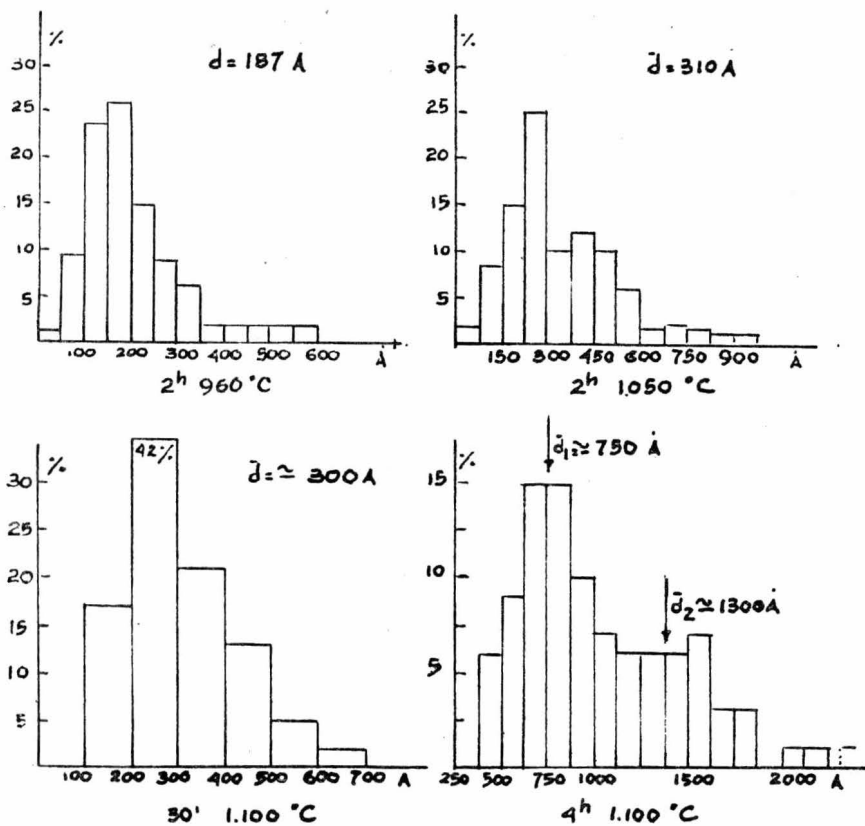 %
d = 187 Å
30
25
20
15
10
5
100 200 300 400 500 600 Å
2h 960 °C
%
d̄ = 310 Å
30
25
20
15
10
5
150 300 450 600 750 900 Å
2h 1.050 °C
%
42%
d̄ = ≃ 300 A
30
25
20
15
10
5
100 200 300 400 500 600 700 A
30' 1.100 °C
%
d̄1 ≃ 750 Å
15
d̄2 ≃ 1300 Å
10
5
250 500 750 1000 1500 2000 Å
4h 1.100 °C